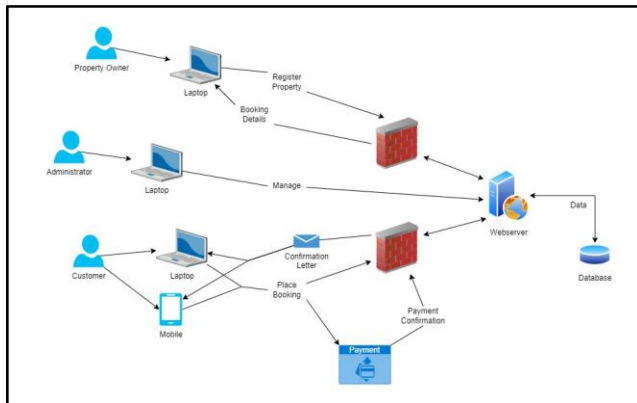 Property Owner
Laptop
Register
Property
Booking
Details
Administrator
Laptop
Manage
Webserver
Data
Database
Customer
Laptop
Confirmation
Letter
Place
Booking
Mobile
Payment
Confirmation
Payment